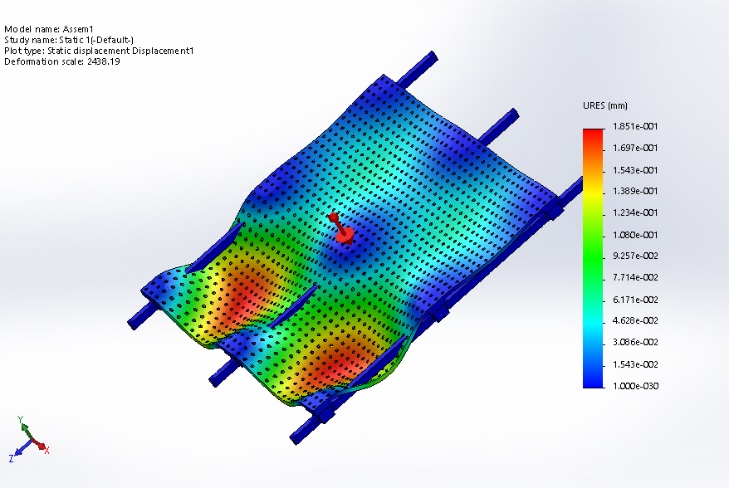 Model name: Assem1
Study name: Static 1(-Default-)
Plot type: Static displacement Displacement1
Deformation scale: 2438.19
URES (mm)
1.851e-001
1.697e-001
1.543e-001
1.389e-001
1.234e-001
1.080e-001
9.257e-002
7.714e-002
6.171e-002
4.628e-002
3.086e-002
1.543e-002
1.000e-030
Y
Z
X